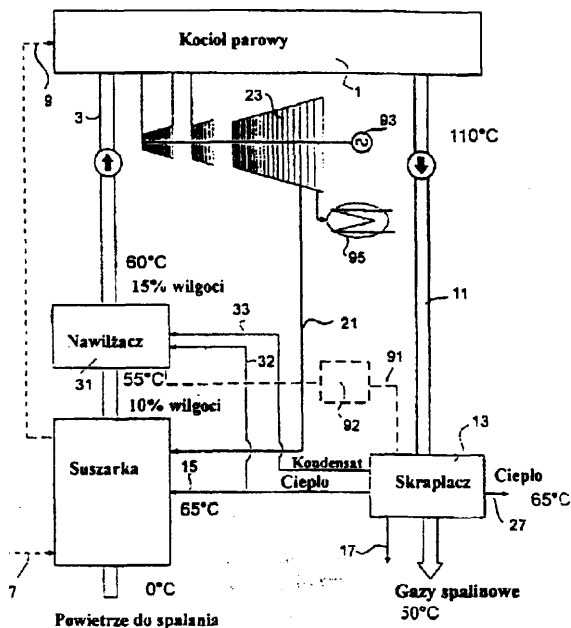 Kocioł parowy
1
9
3
23
93
110°C
95
60°C
15% wilgoci
11
33
21
Nawilżacz
31
32
91
55°C
10% wilgoci
92
13
Suszarka
15
Kondensat
Ciepło
Skraplacz
Ciepło
65°C
65°C
27
17
7
0°C
Gazy spalinowe
50°C
Powietrze do spalania